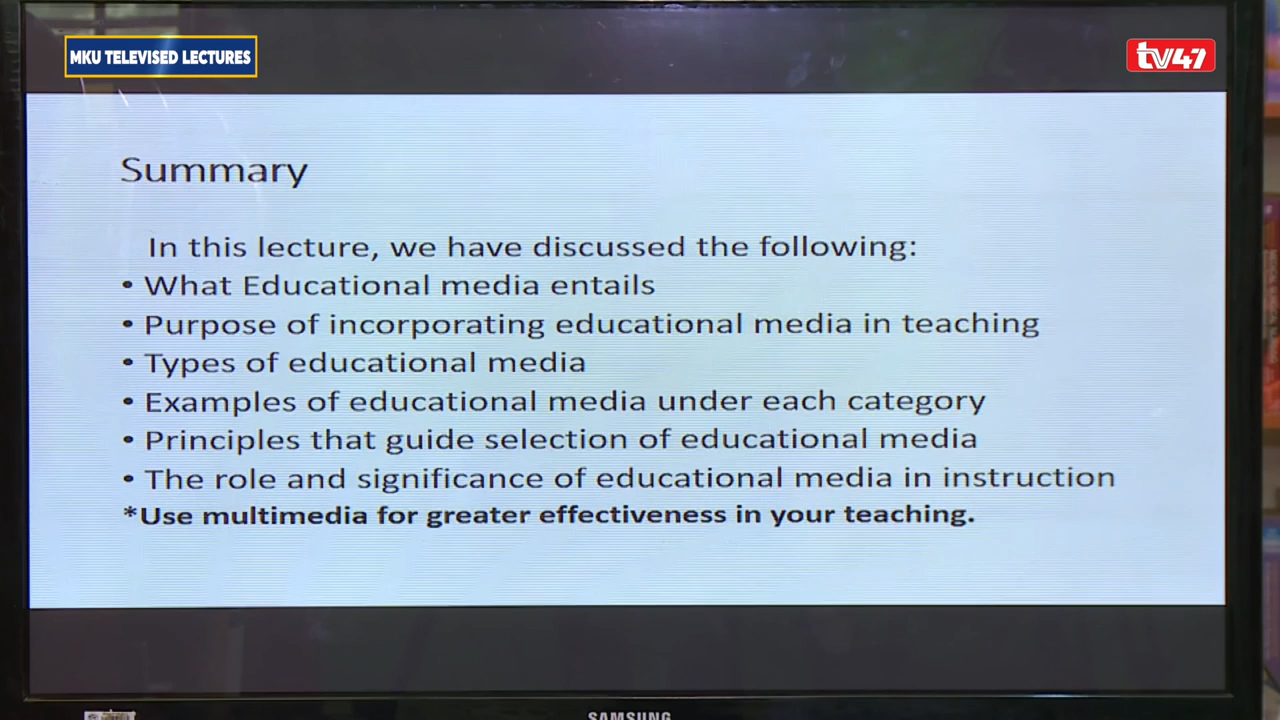 MKU TELEVISED LECTURES
tv47
Summary
In this lecture, we have discussed the following:
• What Educational media entails
• Purpose of incorporating educational media in teaching
• Types of educational media
• Examples of educational media under each category
• Principles that guide selection of educational media
• The role and significance of educational media in instruction
*Use multimedia for greater effectiveness in your teaching.
SAMSUNG